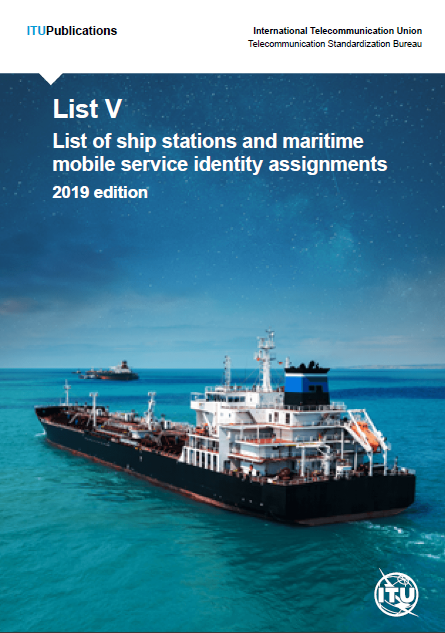 ITUPublications
International Telecommunication Union
Telecommunication Standardization Bureau
List V
List of ship stations and maritime
mobile service identity assignments
2019 edition
ITU